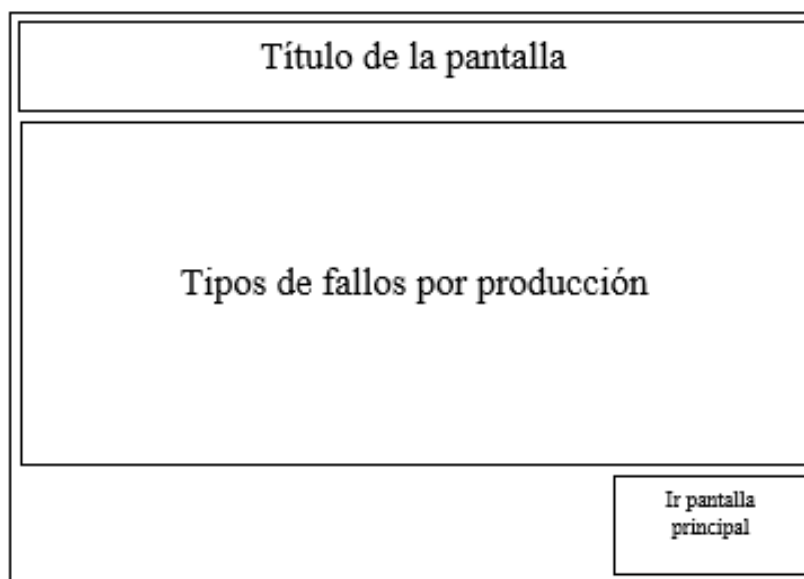 Título de la pantalla
Tipos de fallos por producción
Ir pantalla
principal